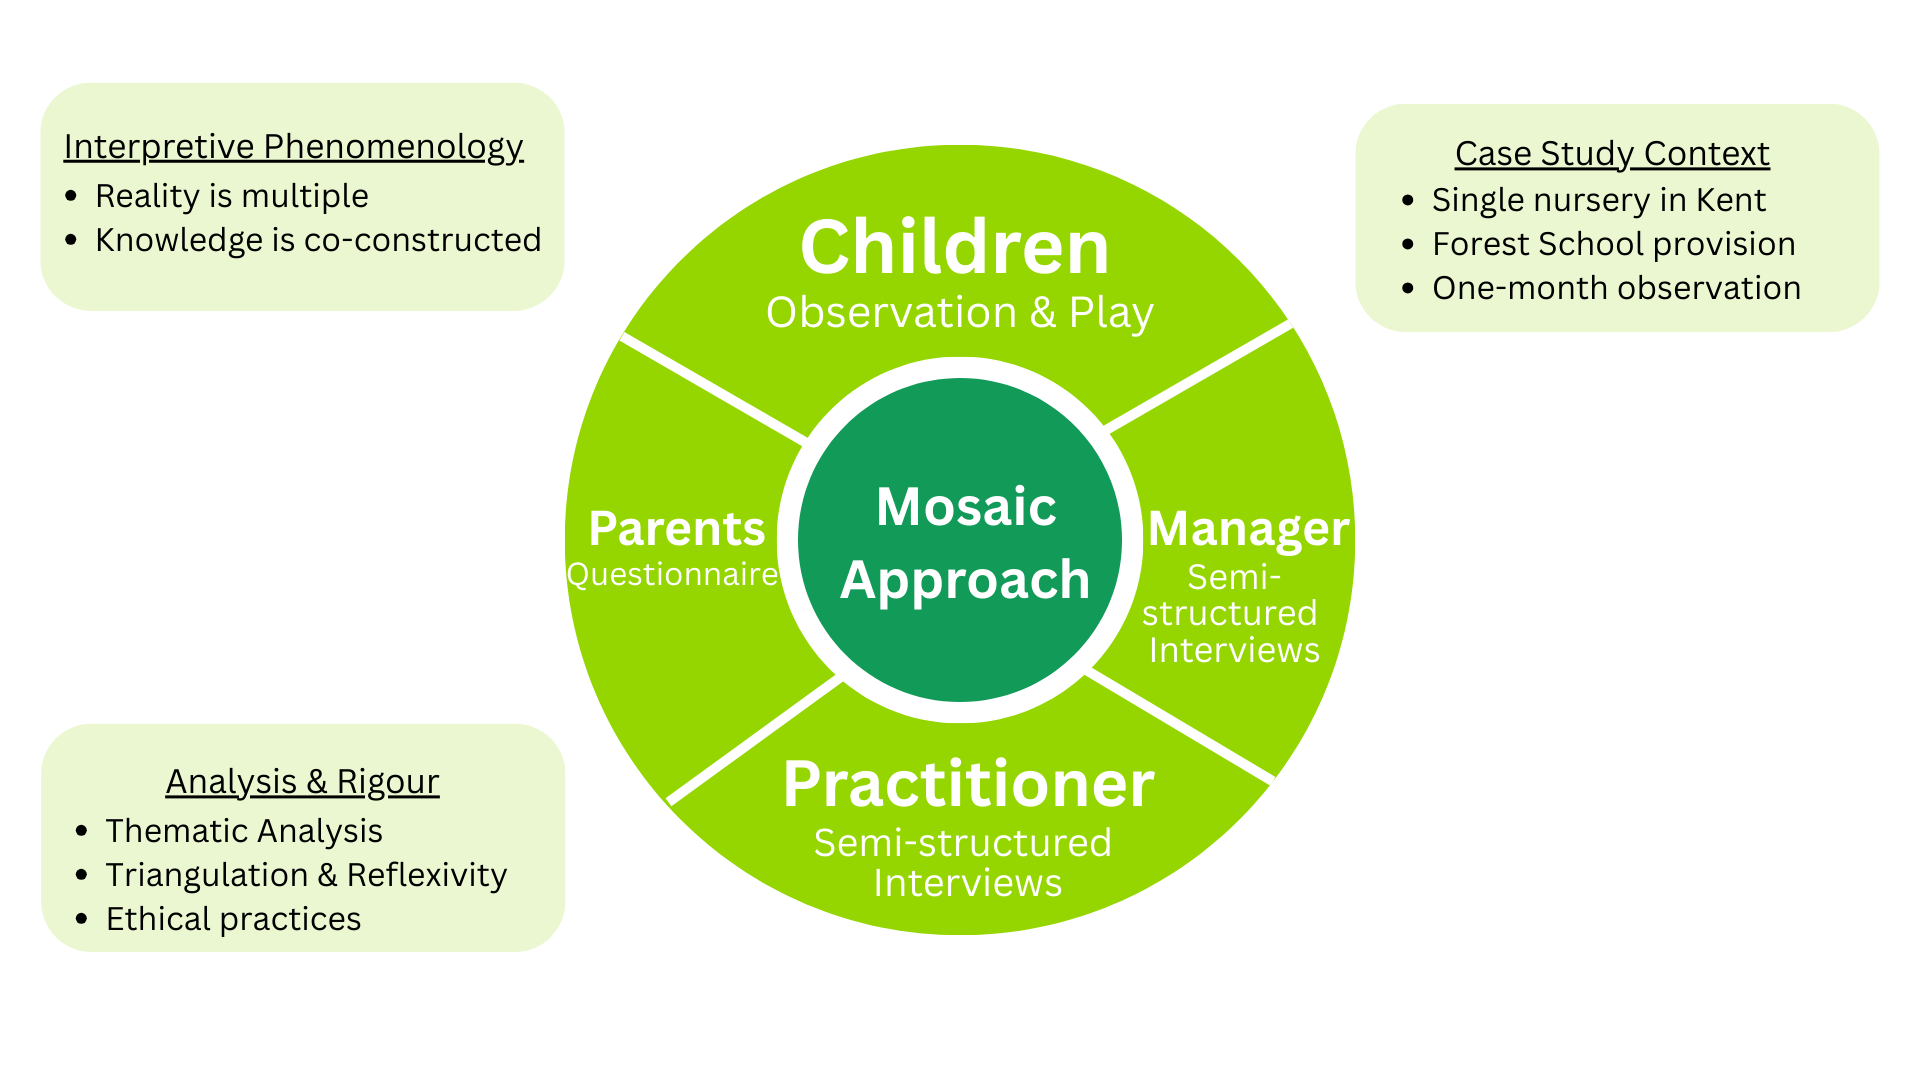 Interpretive Phenomenology
• Reality is multiple
• Knowledge is co-constructed
Case Study Context
• Single nursery in Kent
• Forest School provision
• One-month observation
Children
Observation & Play
Parents
Questionnaire
Mosaic
Approach
Manager
Semi-
structured
Interviews
Practitioner
Semi-structured
Interviews
Analysis & Rigour
• Thematic Analysis
• Triangulation & Reflexivity
• Ethical practices